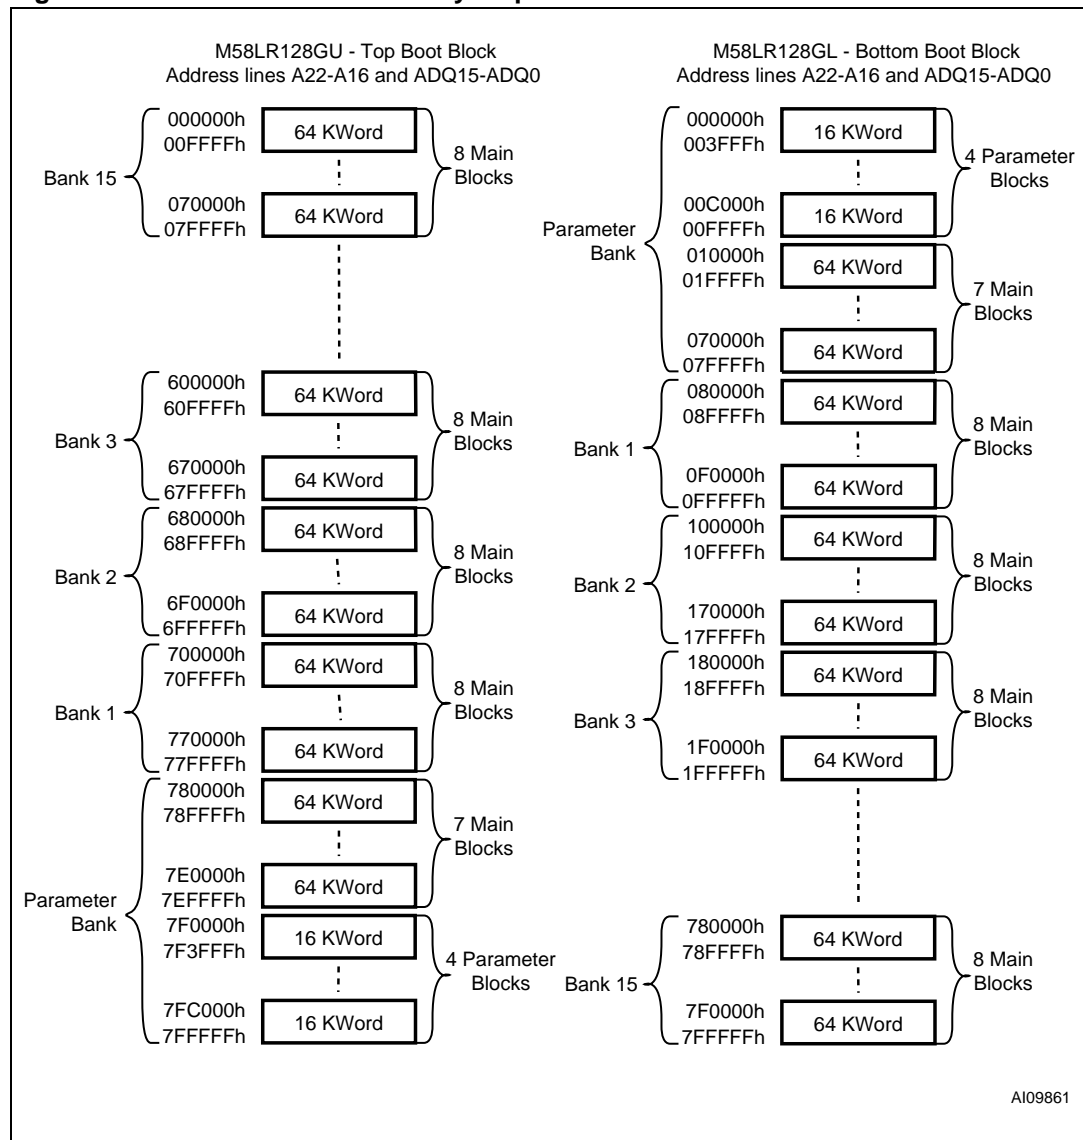 M58LR128GU - Top Boot Block
Address lines A22-A16 and ADQ15-ADQ0
000000h
00FFFFh
64 KWord
Bank 15
8 Main
Blocks
070000h
07FFFFh
64 KWord
600000h
60FFFFh
64 KWord
Bank 3
8 Main
Blocks
670000h
67FFFFh
64 KWord
680000h
68FFFFh
64 KWord
Bank 2
8 Main
Blocks
6F0000h
6FFFFFh
64 KWord
700000h
70FFFFh
64 KWord
Bank 1
8 Main
Blocks
770000h
77FFFFh
64 KWord
780000h
78FFFFh
64 KWord
7 Main
Blocks
7E0000h
7EFFFFh
64 KWord
Parameter
Bank
7F0000h
7F3FFFh
16 KWord
4 Parameter
Blocks
7FC000h
7FFFFFh
16 KWord
M58LR128GL - Bottom Boot Block
Address lines A22-A16 and ADQ15-ADQ0
000000h
003FFFh
16 KWord
4 Parameter
Blocks
00C000h
00FFFFh
16 KWord
Parameter
Bank
010000h
01FFFFh
64 KWord
7 Main
Blocks
070000h
07FFFFh
64 KWord
080000h
08FFFFh
64 KWord
Bank 1
8 Main
Blocks
0F0000h
0FFFFFh
64 KWord
100000h
10FFFFh
64 KWord
Bank 2
8 Main
Blocks
170000h
17FFFFh
64 KWord
180000h
18FFFFh
64 KWord
Bank 3
8 Main
Blocks
1F0000h
1FFFFFh
64 KWord
780000h
78FFFFh
64 KWord
Bank 15
8 Main
Blocks
7F0000h
7FFFFFh
64 KWord
AI09861